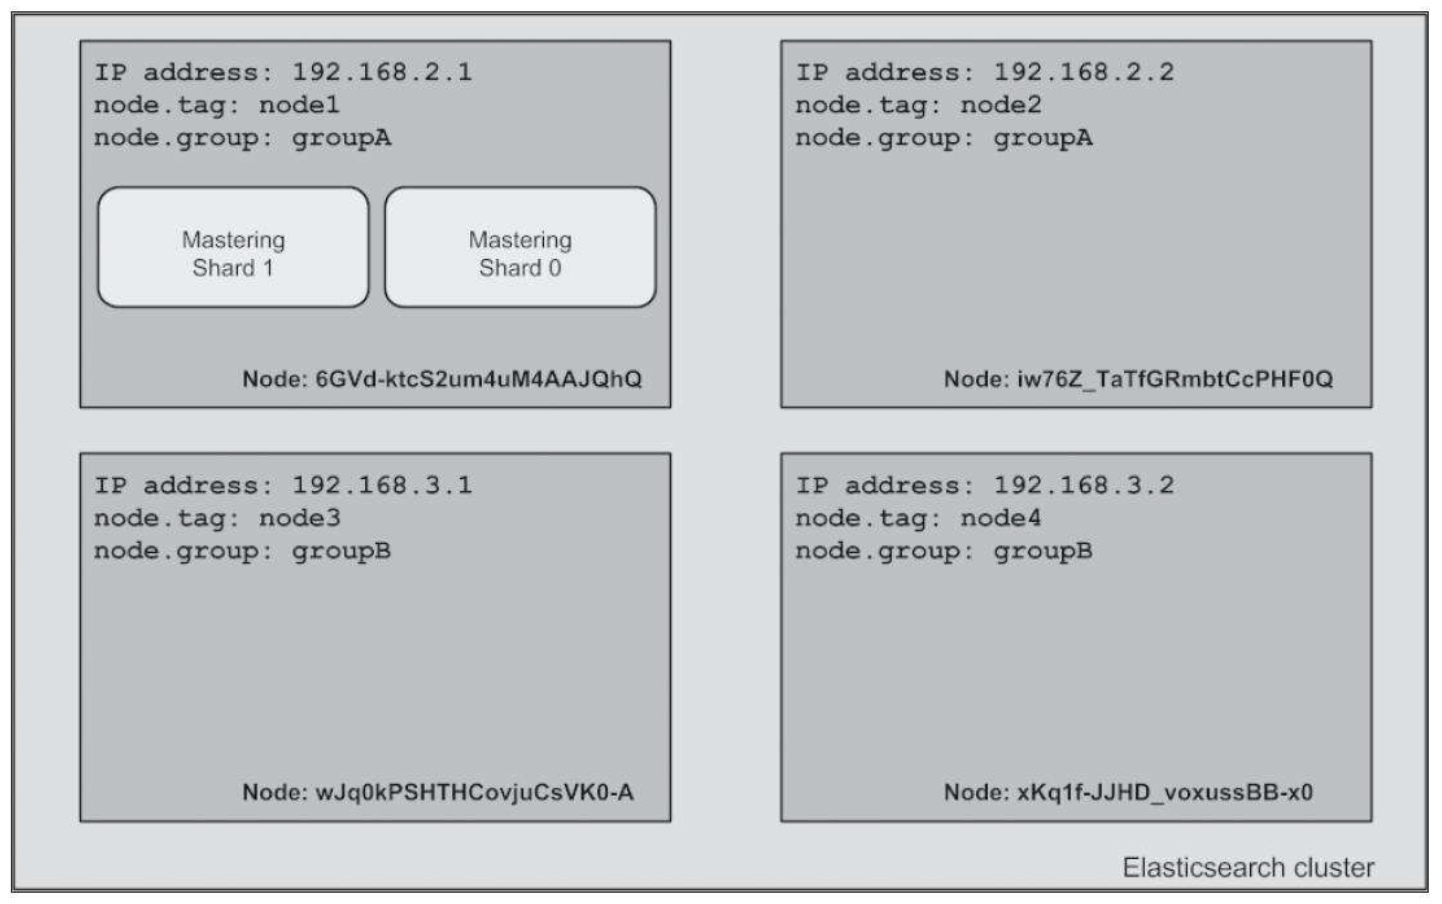 IP address: 192.168.2.1
node.tag: node1
node.group: groupA
Mastering
Shard 1
Mastering
Shard 0
Node: 6GVd-ktcS2um4uM4AAJQhQ
IP address: 192.168.2.2
node.tag: node2
node.group: groupA
Node: iw76Z_TaTfGRmbtCcPHF0Q
IP address: 192.168.3.1
node.tag: node3
node.group: groupB
Node: wJq0kPSHTHCovjuCsVK0-A
IP address: 192.168.3.2
node.tag: node4
node.group: groupB
Node: xKq1f-JJHD_voxussBB-x0
Elasticsearch cluster